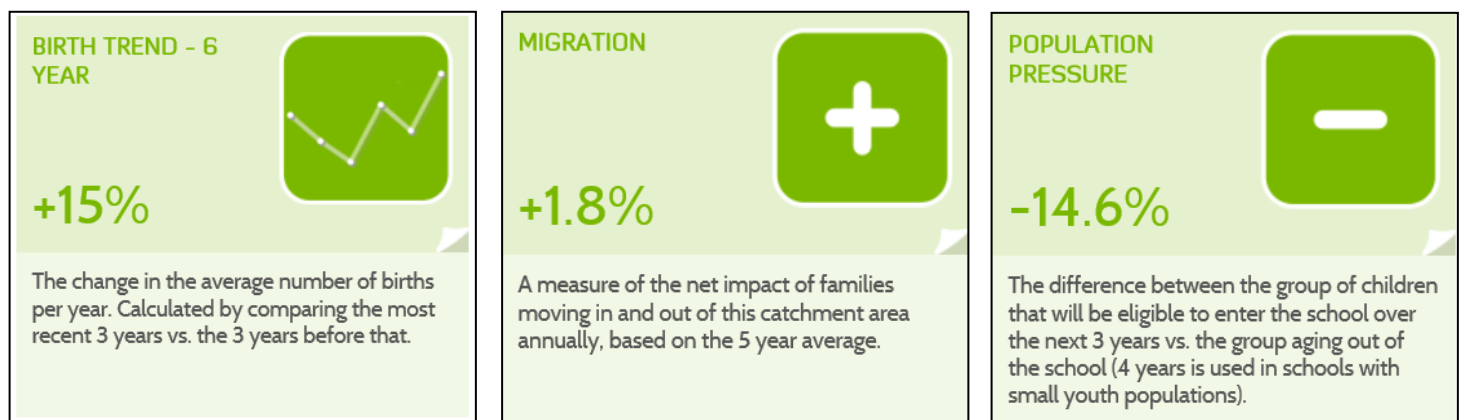 BIRTH TREND - 6
YEAR
+15%
The change in the average number of births
per year. Calculated by comparing the most
recent 3 years vs. the 3 years before that.
MIGRATION
+1.8%
A measure of the net impact of families
moving in and out of this catchment area
annually, based on the 5 year average.
POPULATION
PRESSURE
-14.6%
The difference between the group of children
that will be eligible to enter the school over
the next 3 years vs. the group aging out of
the school (4 years is used in schools with
small youth populations).